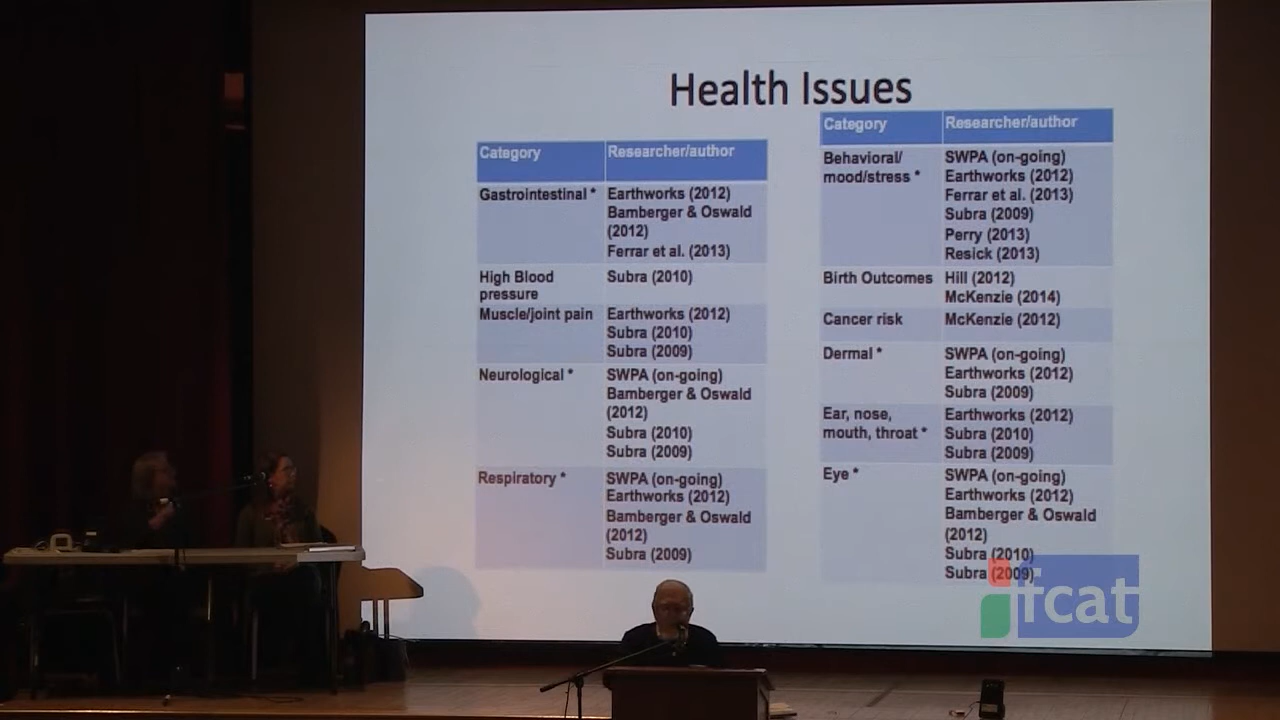 Health Issues
Category Researcher/author
Gastrointestinal * Earthworks (2012)
Bamberger & Oswald
(2012)
Ferrar et al. (2013)
High Blood Subra (2010)
pressure
Muscle/joint pain Earthworks (2012)
Subra (2010)
Subra (2009)
Neurological * SWPA (on-going)
Bamberger & Oswald
(2012)
Subra (2010)
Subra (2009)
Respiratory * SWPA (on-going)
Earthworks (2012)
Bamberger & Oswald
(2012)
Subra (2009)
Category Researcher/author
Behavioral/ SWPA (on-going)
mood/stress * Earthworks (2012)
Ferrar et al. (2013)
Subra (2009)
Perry (2013)
Resick (2013)
Birth Outcomes Hill (2012)
McKenzie (2014)
Cancer risk McKenzie (2012)
Dermal * SWPA (on-going)
Earthworks (2012)
Subra (2009)
Ear, nose, Earthworks (2012)
mouth, throat * Subra (2010)
Subra (2009)
Eye * SWPA (on-going)
Earthworks (2012)
Bamberger & Oswald
(2012)
Subra (2010)
Subra (2009)
fcat